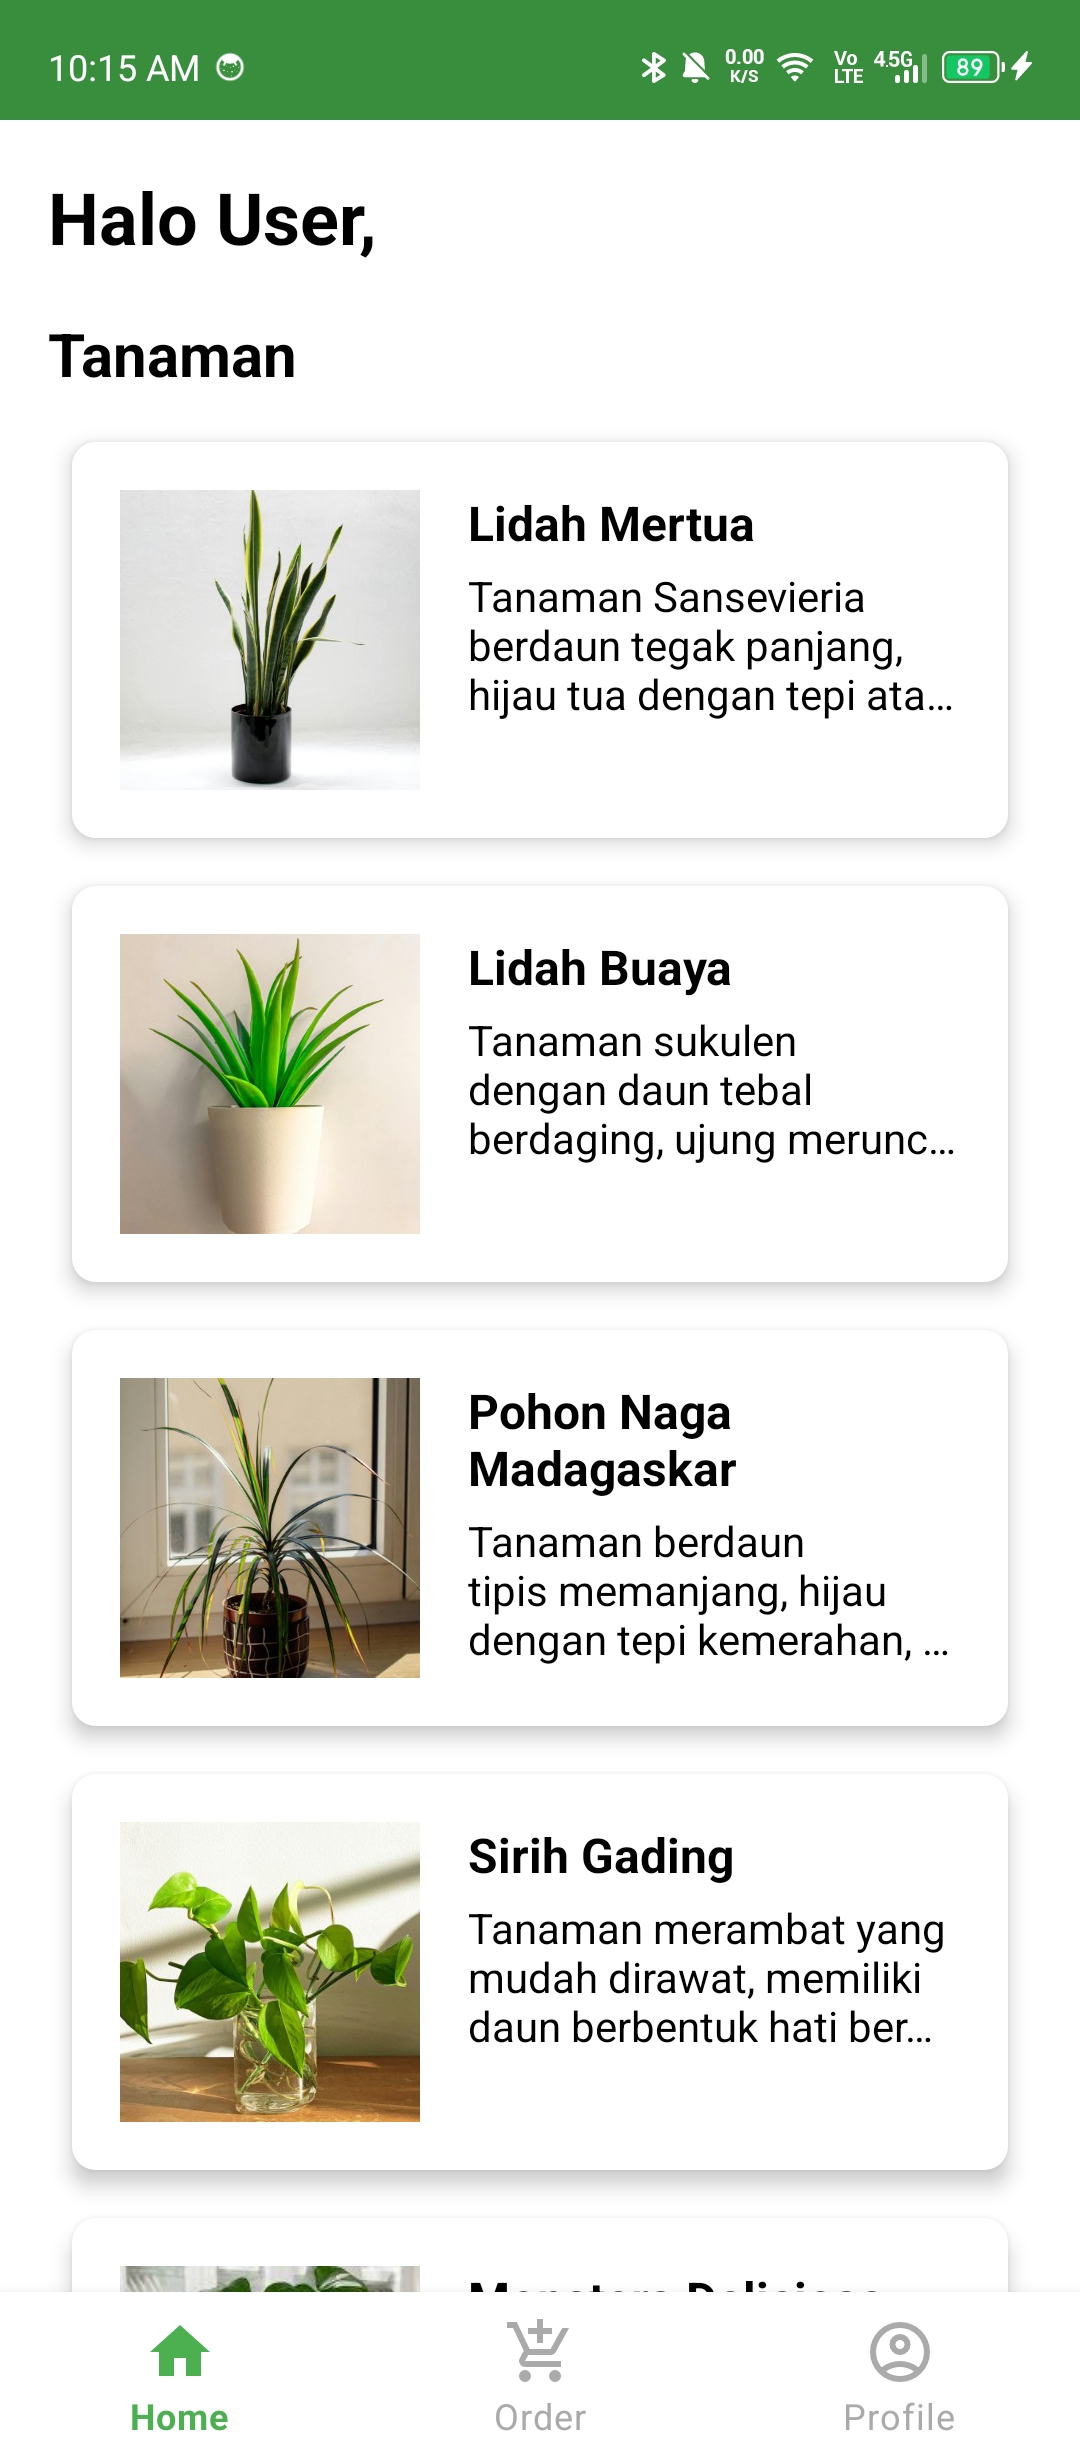 10:15 AM
0.00
K/S
Vo
LTE
4.5G
89
Halo User,
Tanaman
Lidah Mertua
Tanaman Sansevieria
berdaun tegak panjang,
hijau tua dengan tepi ata...
Lidah Buaya
Tanaman sukulen
dengan daun tebal
berdaging, ujung merunc...
Pohon Naga
Madagaskar
Tanaman berdaun
tipis memanjang, hijau
dengan tepi kemerahan, ...
Sirih Gading
Tanaman merambat yang
mudah dirawat, memiliki
daun berbentuk hati ber...
Home
Order
Profile